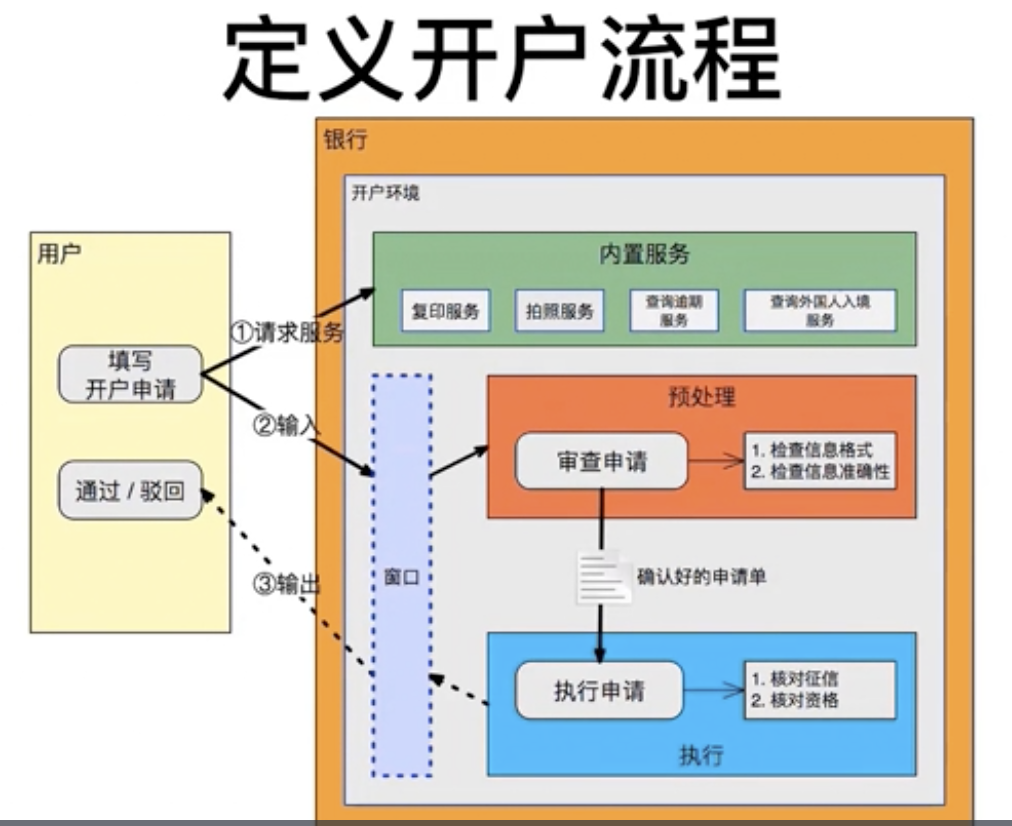 定义开户流程
银行
开户环境
用户
内置服务
复印服务
拍照服务
查询逾期
服务
查询外国人入境
服务
①请求服务
填写
开户申请
②输入
预处理
审查申请
1. 检查信息格式
2. 检查信息准确性
通过 / 驳回
③输出
窗口
确认好的申请单
执行申请
1. 核对征信
2. 核对资格
执行